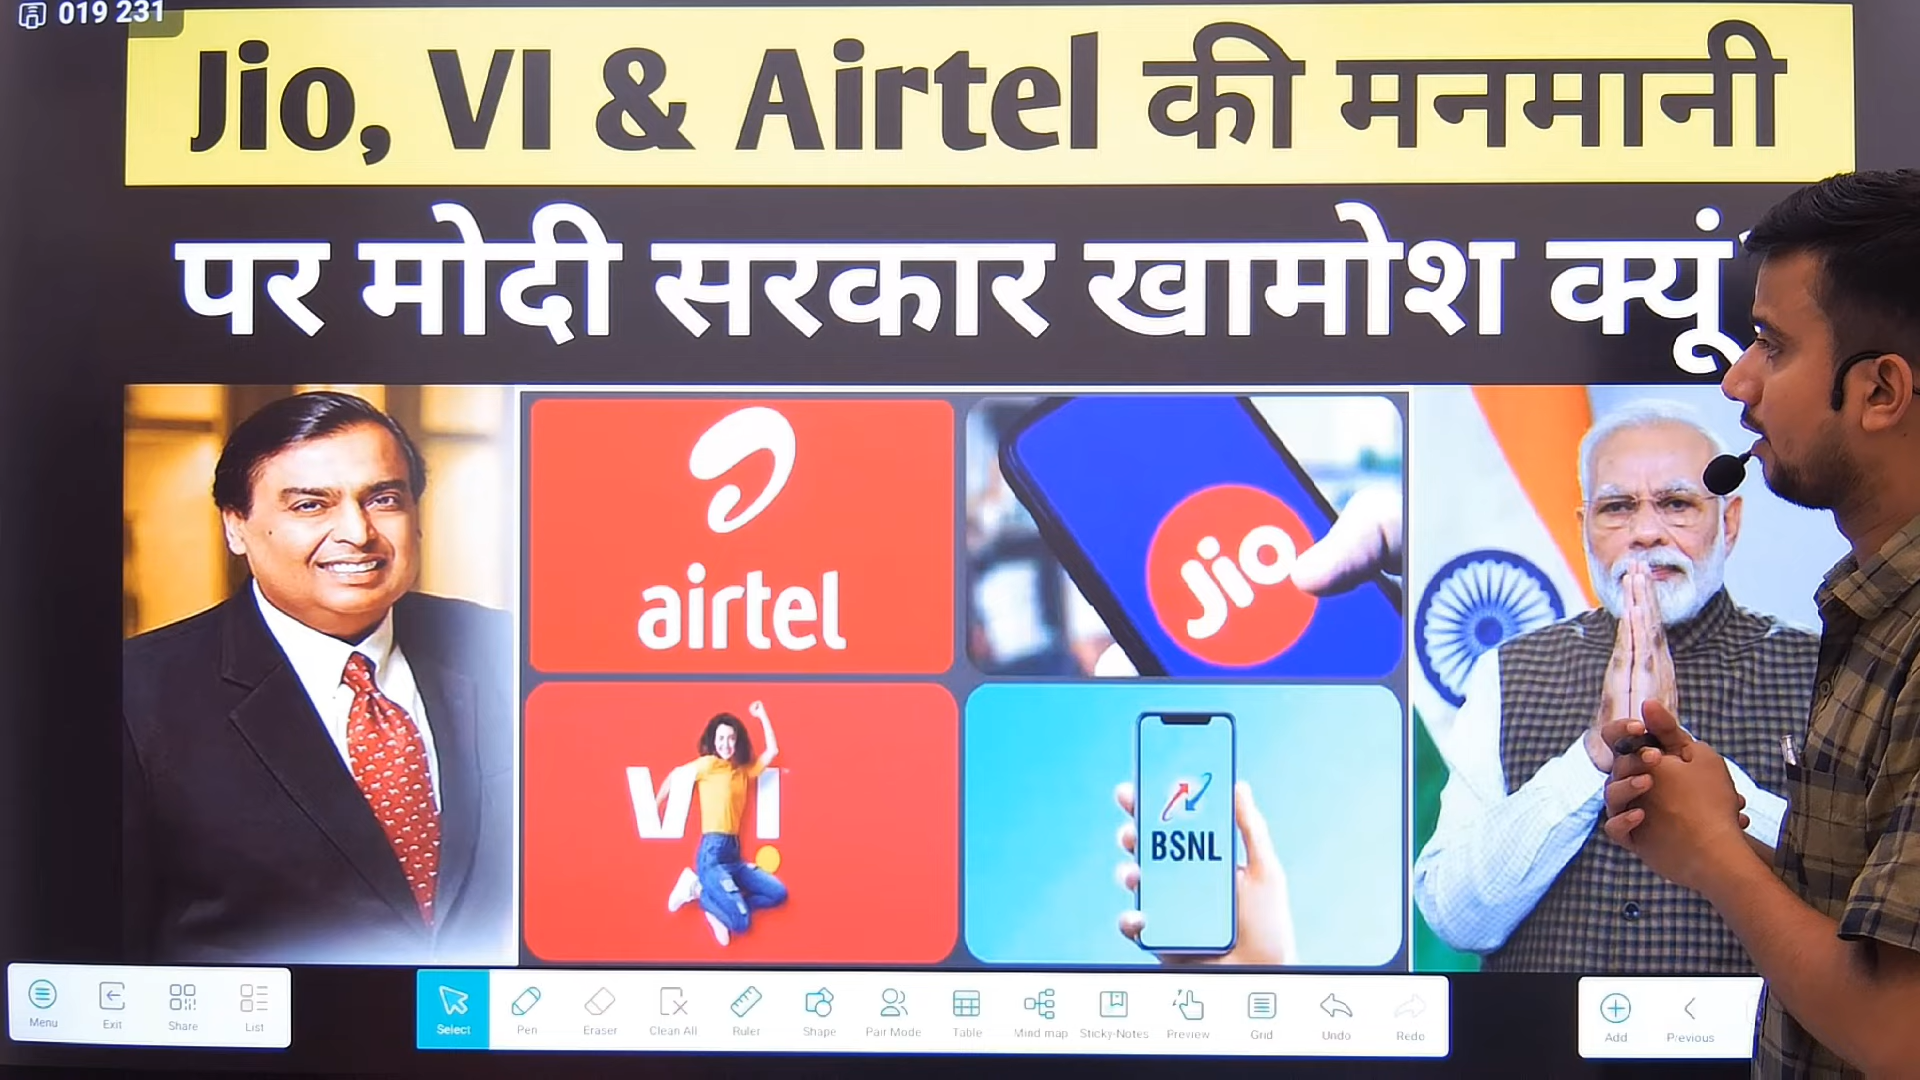 019 231
Jio, VI & Airtel की मनमानी
पर मोदी सरकार खामोश क्यूं
airtel
Jio
VI
BSNL
Menu
Exit
Share
List
Select
Pen
Eraser
Clean All
Ruler
Shape
Pair Mode
Table
Mind map
Sticky-Notes
Preview
Grid
Undo
Redo
Add
Previous